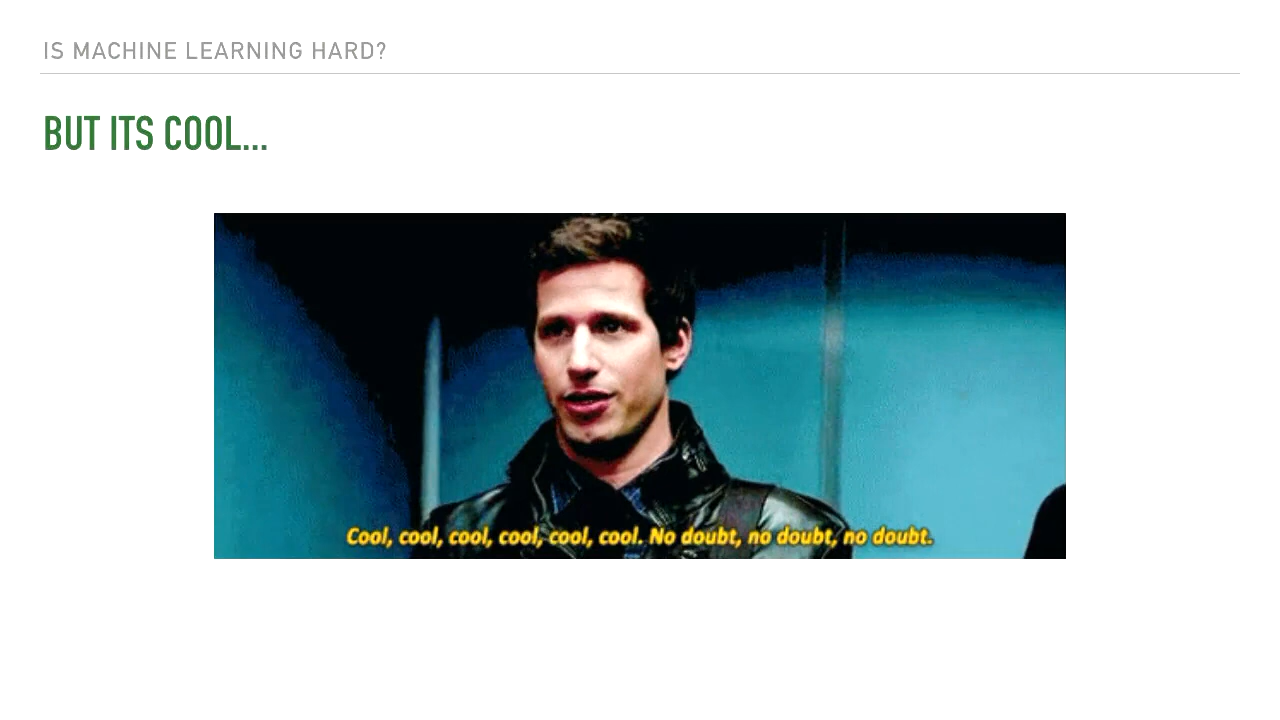 IS MACHINE LEARNING HARD?
BUT ITS COOL...
Cool, cool, cool, cool, cool, cool. No doubt, no doubt, no doubt.